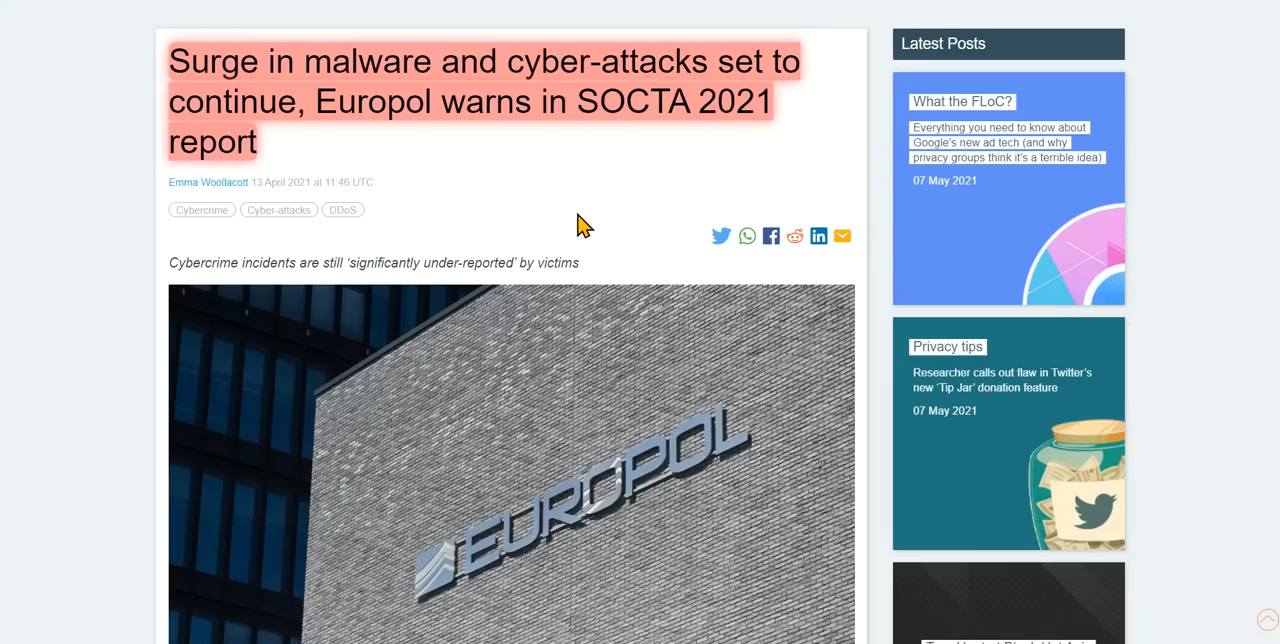 Surge in malware and cyber-attacks set to
continue, Europol warns in SOCTA 2021
report
Emma Woollacott 13 April 2021 at 11:46 UTC
Cybercrime Cyber-attacks DDoS
Cybercrime incidents are still ‘significantly under-reported’ by victims
EUROPOL
Latest Posts
What the FLoC?
Everything you need to know about
Google’s new ad tech (and why
privacy groups think it’s a terrible idea)
07 May 2021
Privacy tips
Researcher calls out flaw in Twitter’s
new ‘Tip Jar’ donation feature
07 May 2021